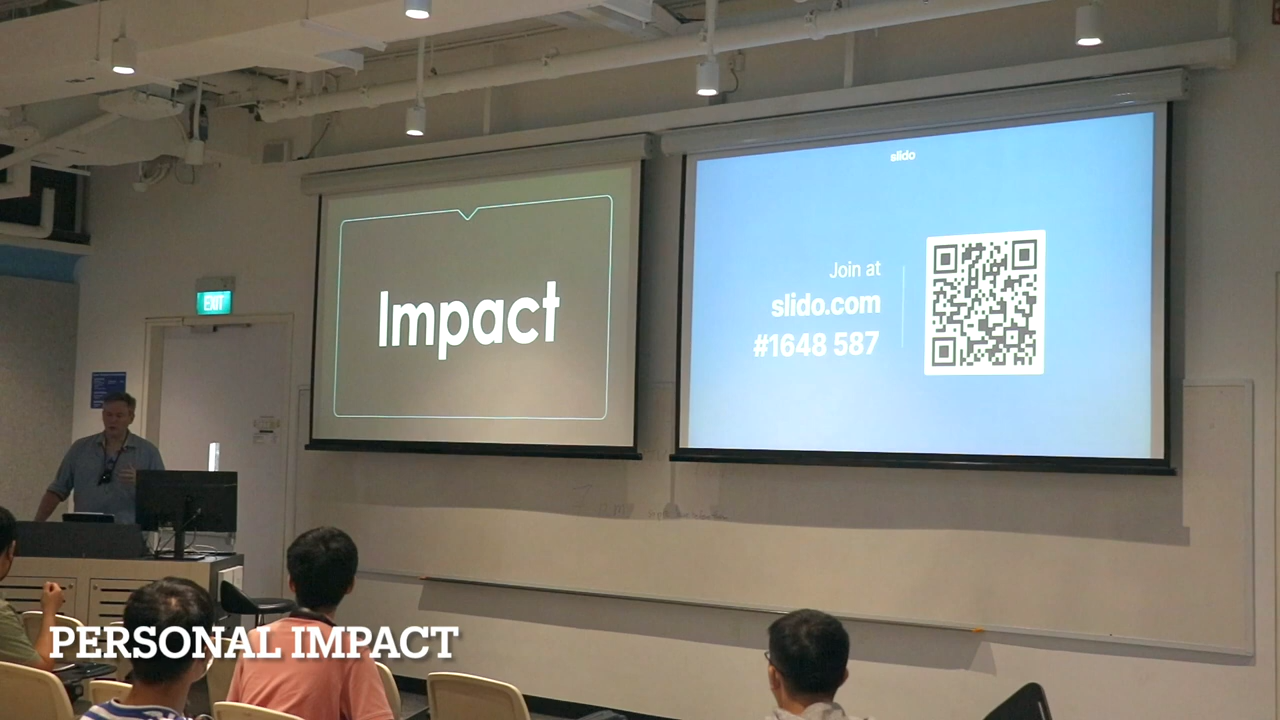 EXIT
Impact
slido
Join at
slido.com
#1648 587
PERSONAL IMPACT